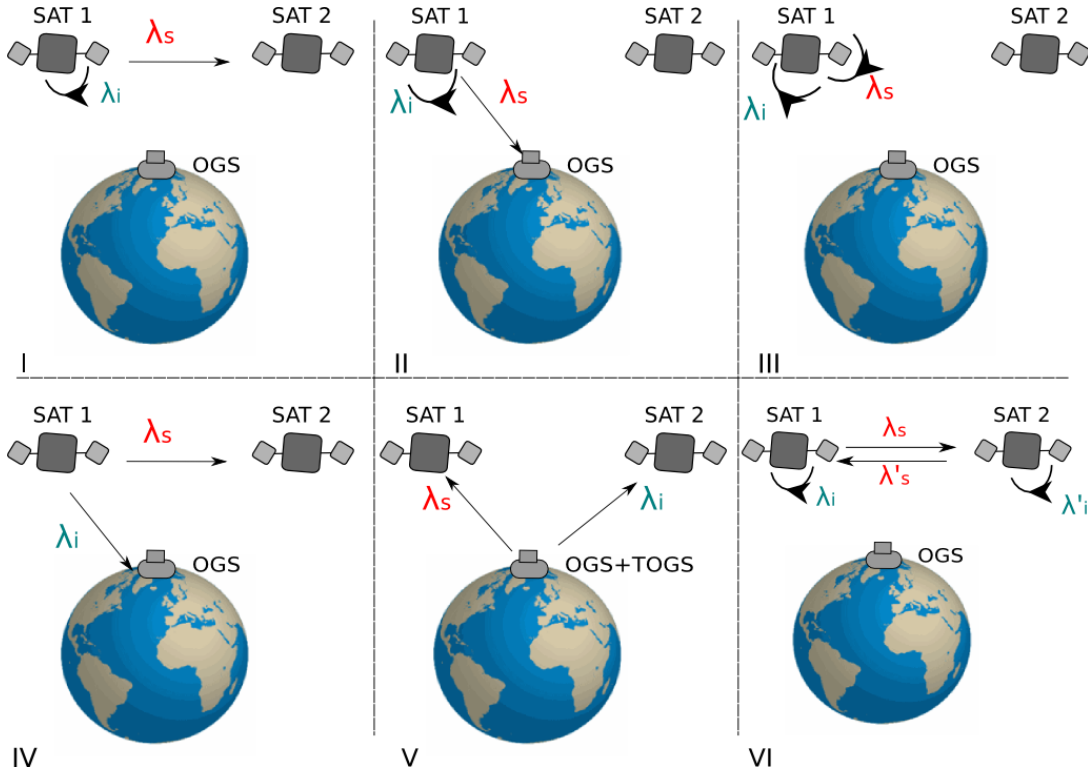 SAT 1
SAT 2
λs
λi
OGS
I
SAT 1
SAT 2
λi
λs
OGS
II
SAT 1
SAT 2
λi
λs
OGS
III
SAT 1
SAT 2
λs
λi
OGS
IV
SAT 1
SAT 2
λs
λi
OGS+TOGS
V
SAT 1
SAT 2
λs
λ's
λi
λ'i
OGS
VI